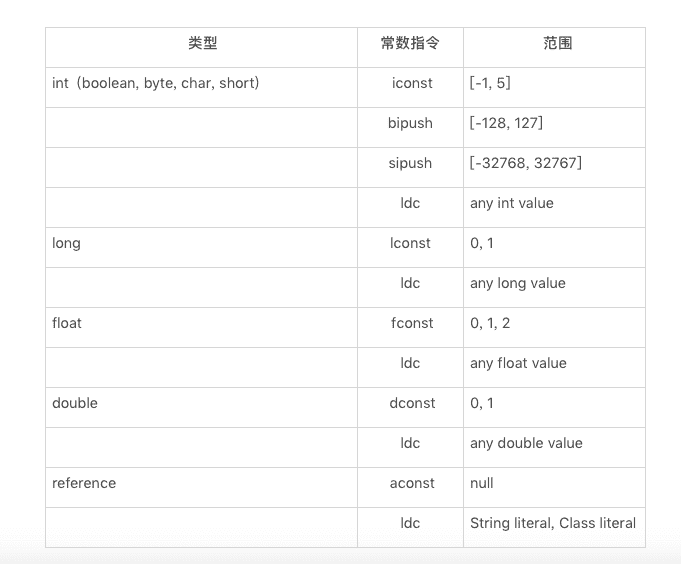 类型 常数指令 范围
int（boolean, byte, char, short） iconst [-1, 5]
bipush [-128, 127]
sipush [-32768, 32767]
ldc any int value
long lconst 0, 1
ldc any long value
float fconst 0, 1, 2
ldc any float value
double dconst 0, 1
ldc any double value
reference aconst null
ldc String literal, Class literal